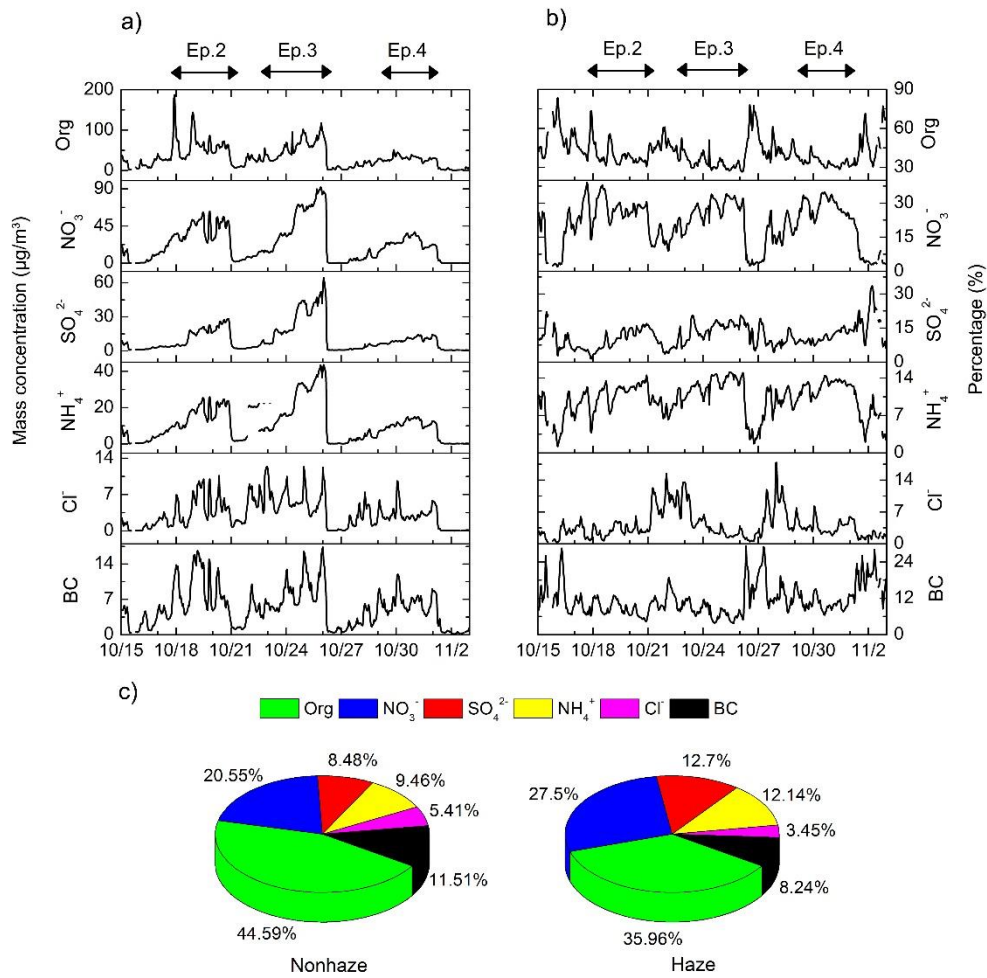 a)
Ep.2 Ep.3 Ep.4
Mass concentration (μg/m³)
Org
200
100
0
NO₃⁻
90
45
0
SO₄²⁻
60
30
0
NH₄⁺
40
20
0
Cl⁻
14
7
0
BC
14
7
0
10/15 10/18 10/21 10/24 10/27 10/30 11/2
b)
Ep.2 Ep.3 Ep.4
90
60
30
Org
30
15
0
NO₃⁻
30
15
0
SO₄²⁻
14
7
0
NH₄⁺
14
7
0
Cl⁻
24
12
0
BC
Percentage (%)
10/15 10/18 10/21 10/24 10/27 10/30 11/2
c)
Org NO₃⁻ SO₄²⁻ NH₄⁺ Cl⁻ BC
20.55%
8.48%
9.46%
5.41%
11.51%
44.59%
Nonhaze
27.5%
12.7%
12.14%
3.45%
8.24%
35.96%
Haze